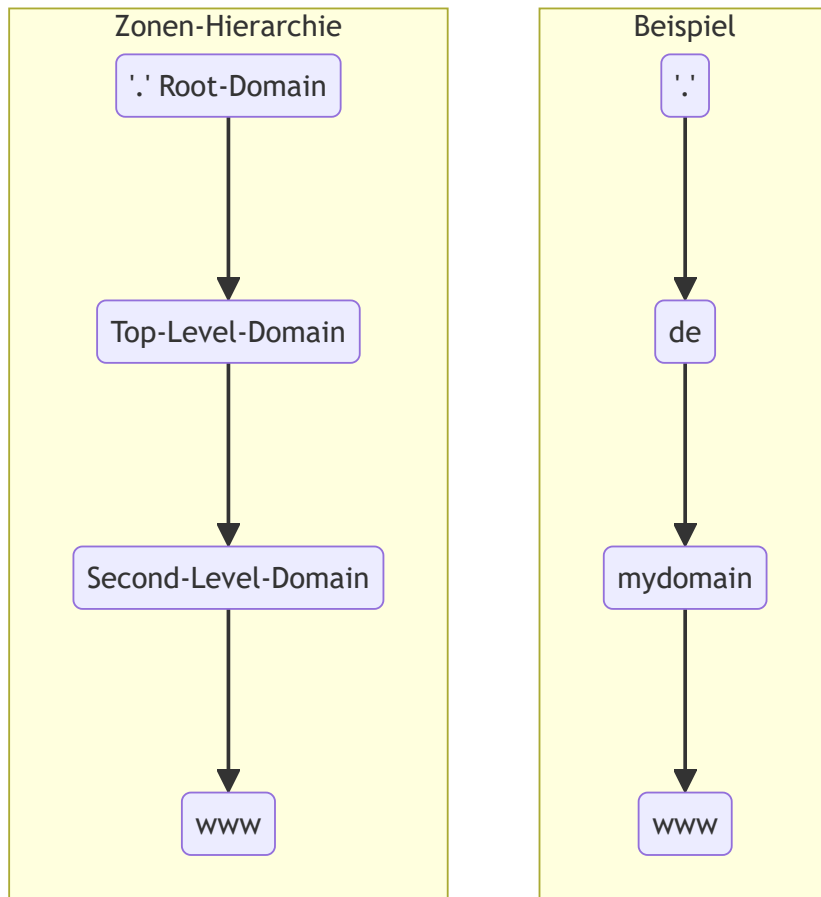 Zonen-Hierarchie
'.' Root-Domain
Top-Level-Domain
Second-Level-Domain
www
Beispiel
'.'
de
mydomain
www